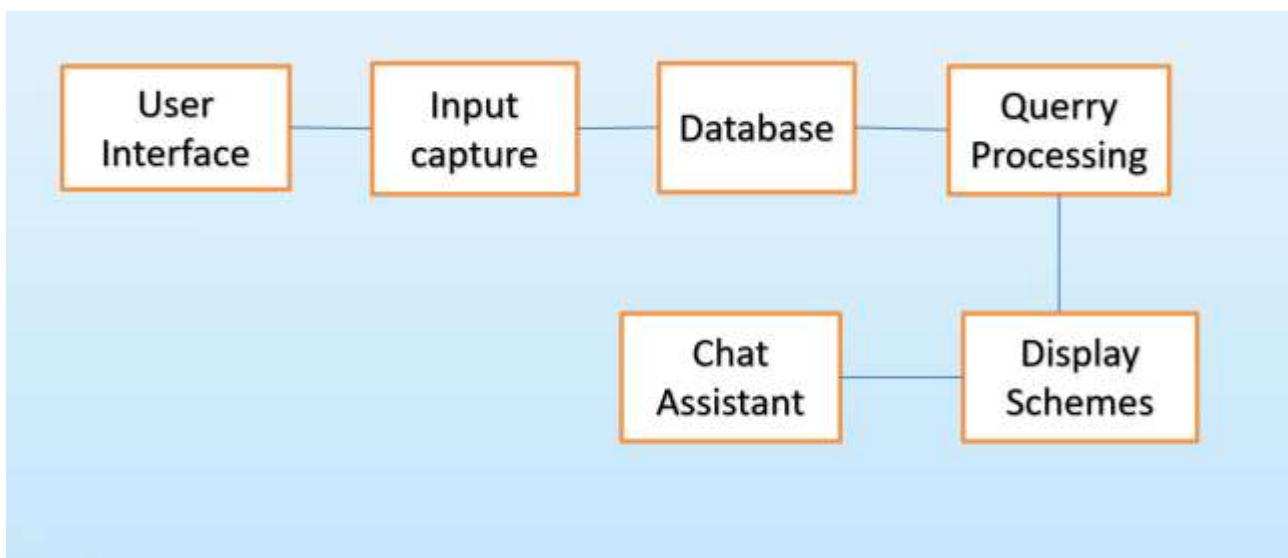 User
Interface
Input
capture
Database
Querry
Processing
Chat
Assistant
Display
Schemes